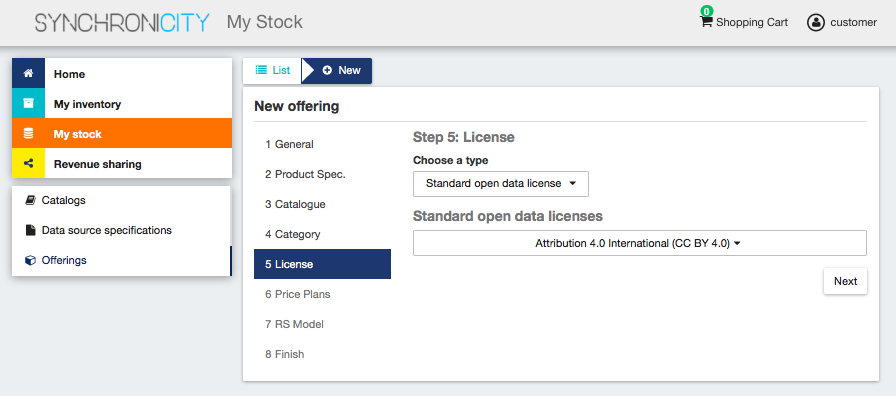 SYNCHRONICITY My Stock 0 Shopping Cart customer
Home
My inventory
My stock
Revenue sharing
Catalogs
Data source specifications
Offerings
List New
New offering
1 General
2 Product Spec.
3 Catalogue
4 Category
5 License
6 Price Plans
7 RS Model
8 Finish
Step 5: License
Choose a type
Standard open data license
Standard open data licenses
Attribution 4.0 International (CC BY 4.0)
Next